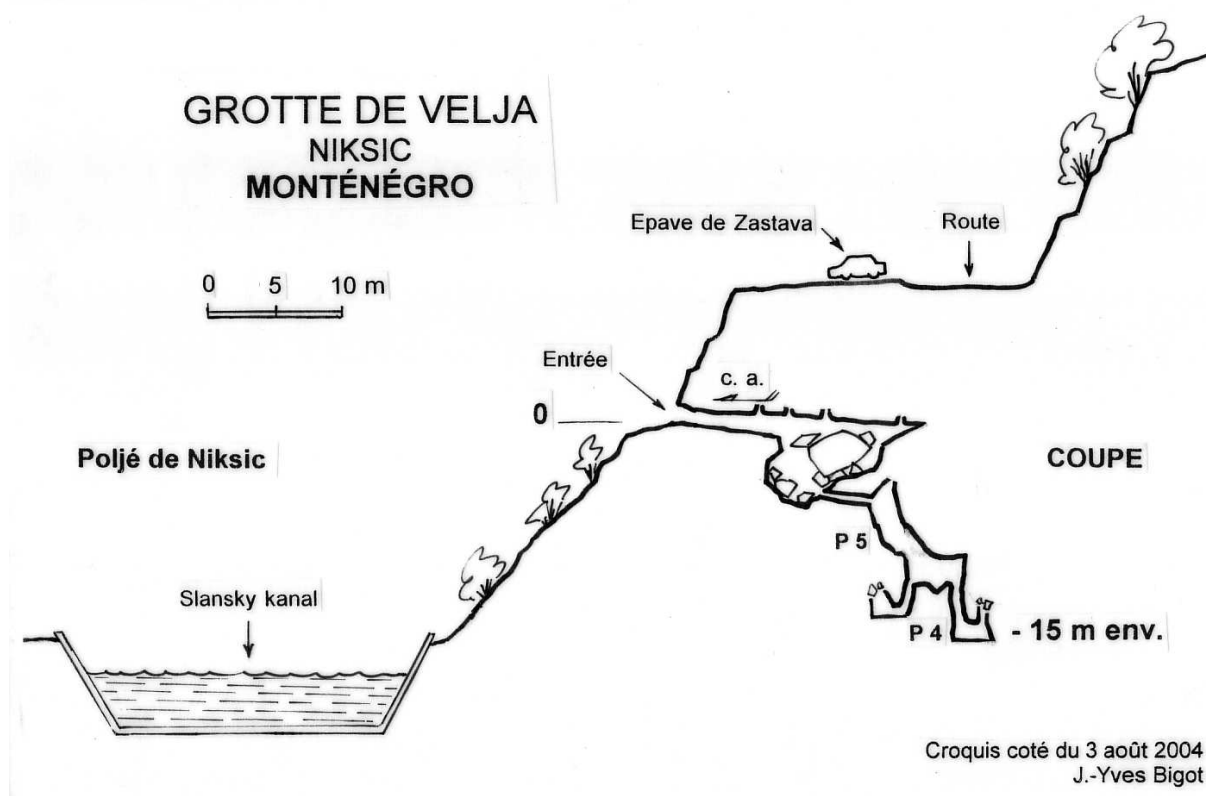 GROTTE DE VELJA
NIKSIC
MONTÉNÉGRO
0 5 10 m
Epave de Zastava
Route
Entrée
c. a.
0
Poljé de Niksic
COUPE
P 5
Slansky kanal
P 4
- 15 m env.
Croquis coté du 3 août 2004
J.-Yves Bigot